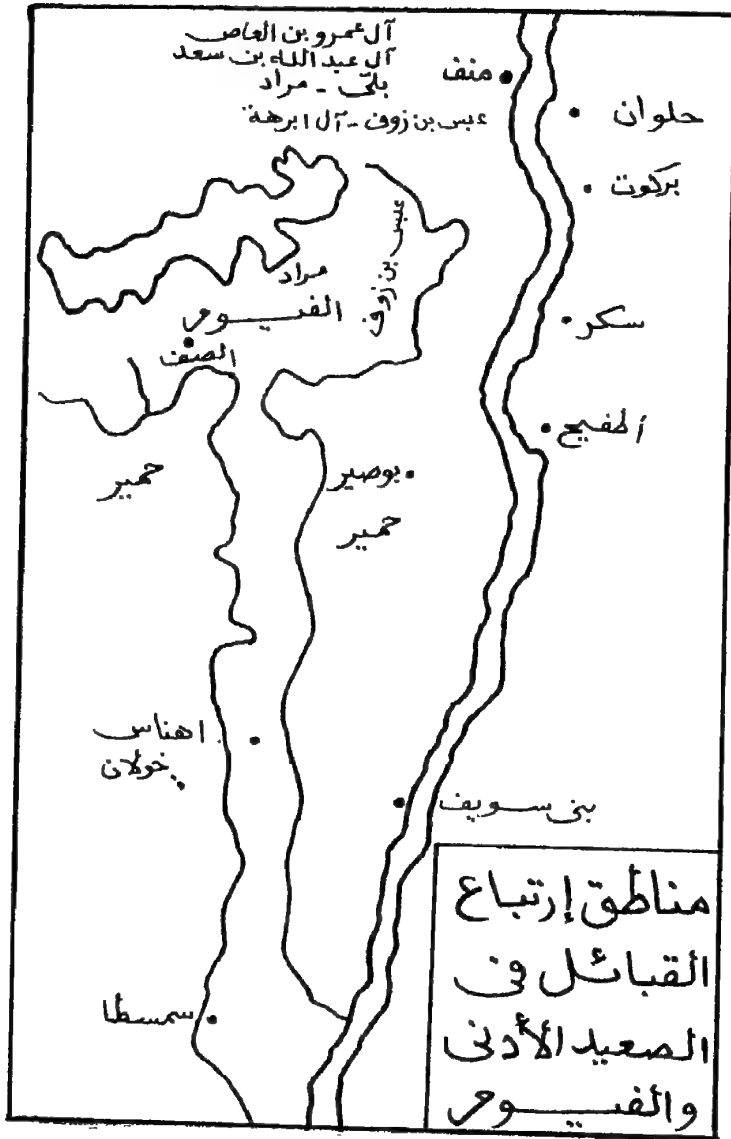 آل عمرو بن العاص
آل عبد الله بن سعد
بلّى - مراد
عبس بن زوف - آل ابرهة
منف
حلوان
بركوت
عبس بن زوف
مراد
الفيوم
سكر
الصنف
أطفيح
بوصير
حمير
حمير
اهناس
خولان
بنى سويف
سمسطا
مناطق إرتباع
القبائل فى
الصعيد الأدنى
والفيوم